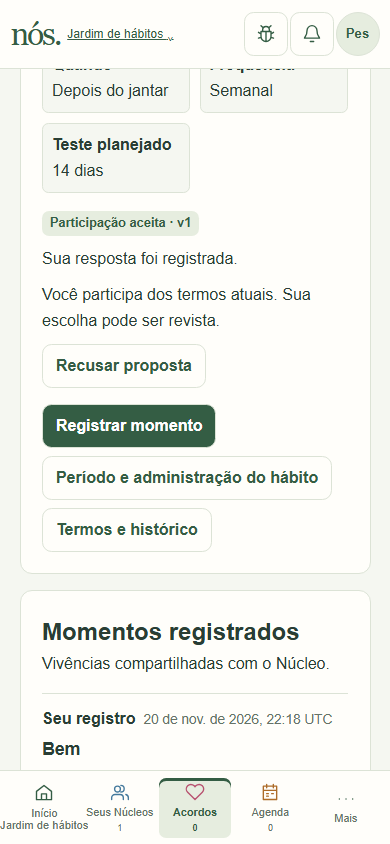 nós. Jardim de hábitos
Pes
Quando Frequência
Depois do jantar Semanal
Teste planejado
14 dias
Participação aceita · v1
Sua resposta foi registrada.
Você participa dos termos atuais. Sua
escolha pode ser revista.
Recusar proposta
Registrar momento
Período e administração do hábito
Termos e histórico
Momentos registrados
Vivências compartilhadas com o Núcleo.
Seu registro 20 de nov. de 2026, 22:18 UTC
Bem
Início Seus Núcleos Acordos Agenda Mais
Jardim de hábitos 1 0 0